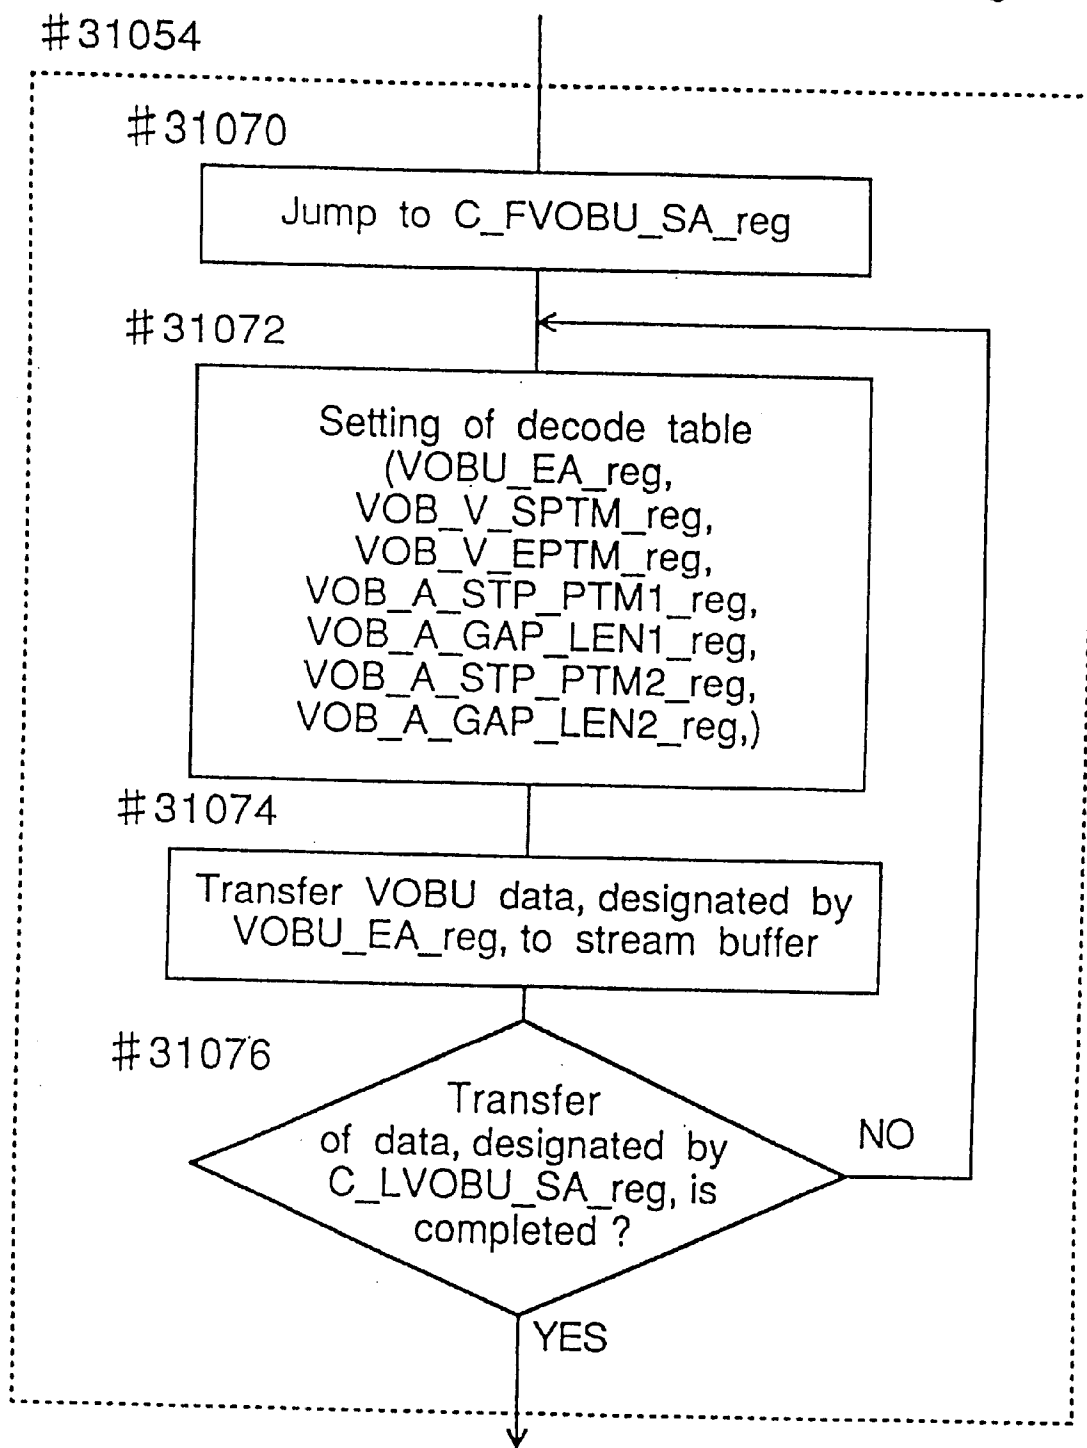 #31054
#31070
Jump to C_FVOBU_SA_reg
#31072
Setting of decode table
(VOBU_EA_reg,
VOB_V_SPTM_reg,
VOB_V_EPTM_reg,
VOB_A_STP_PTM1_reg,
VOB_A_GAP_LEN1_reg,
VOB_A_STP_PTM2_reg,
VOB_A_GAP_LEN2_reg,)
#31074
Transfer VOBU data, designated by
VOBU_EA_reg, to stream buffer
#31076
Transfer
of data, designated by
C_LVOBU_SA_reg, is
completed ?
NO
YES